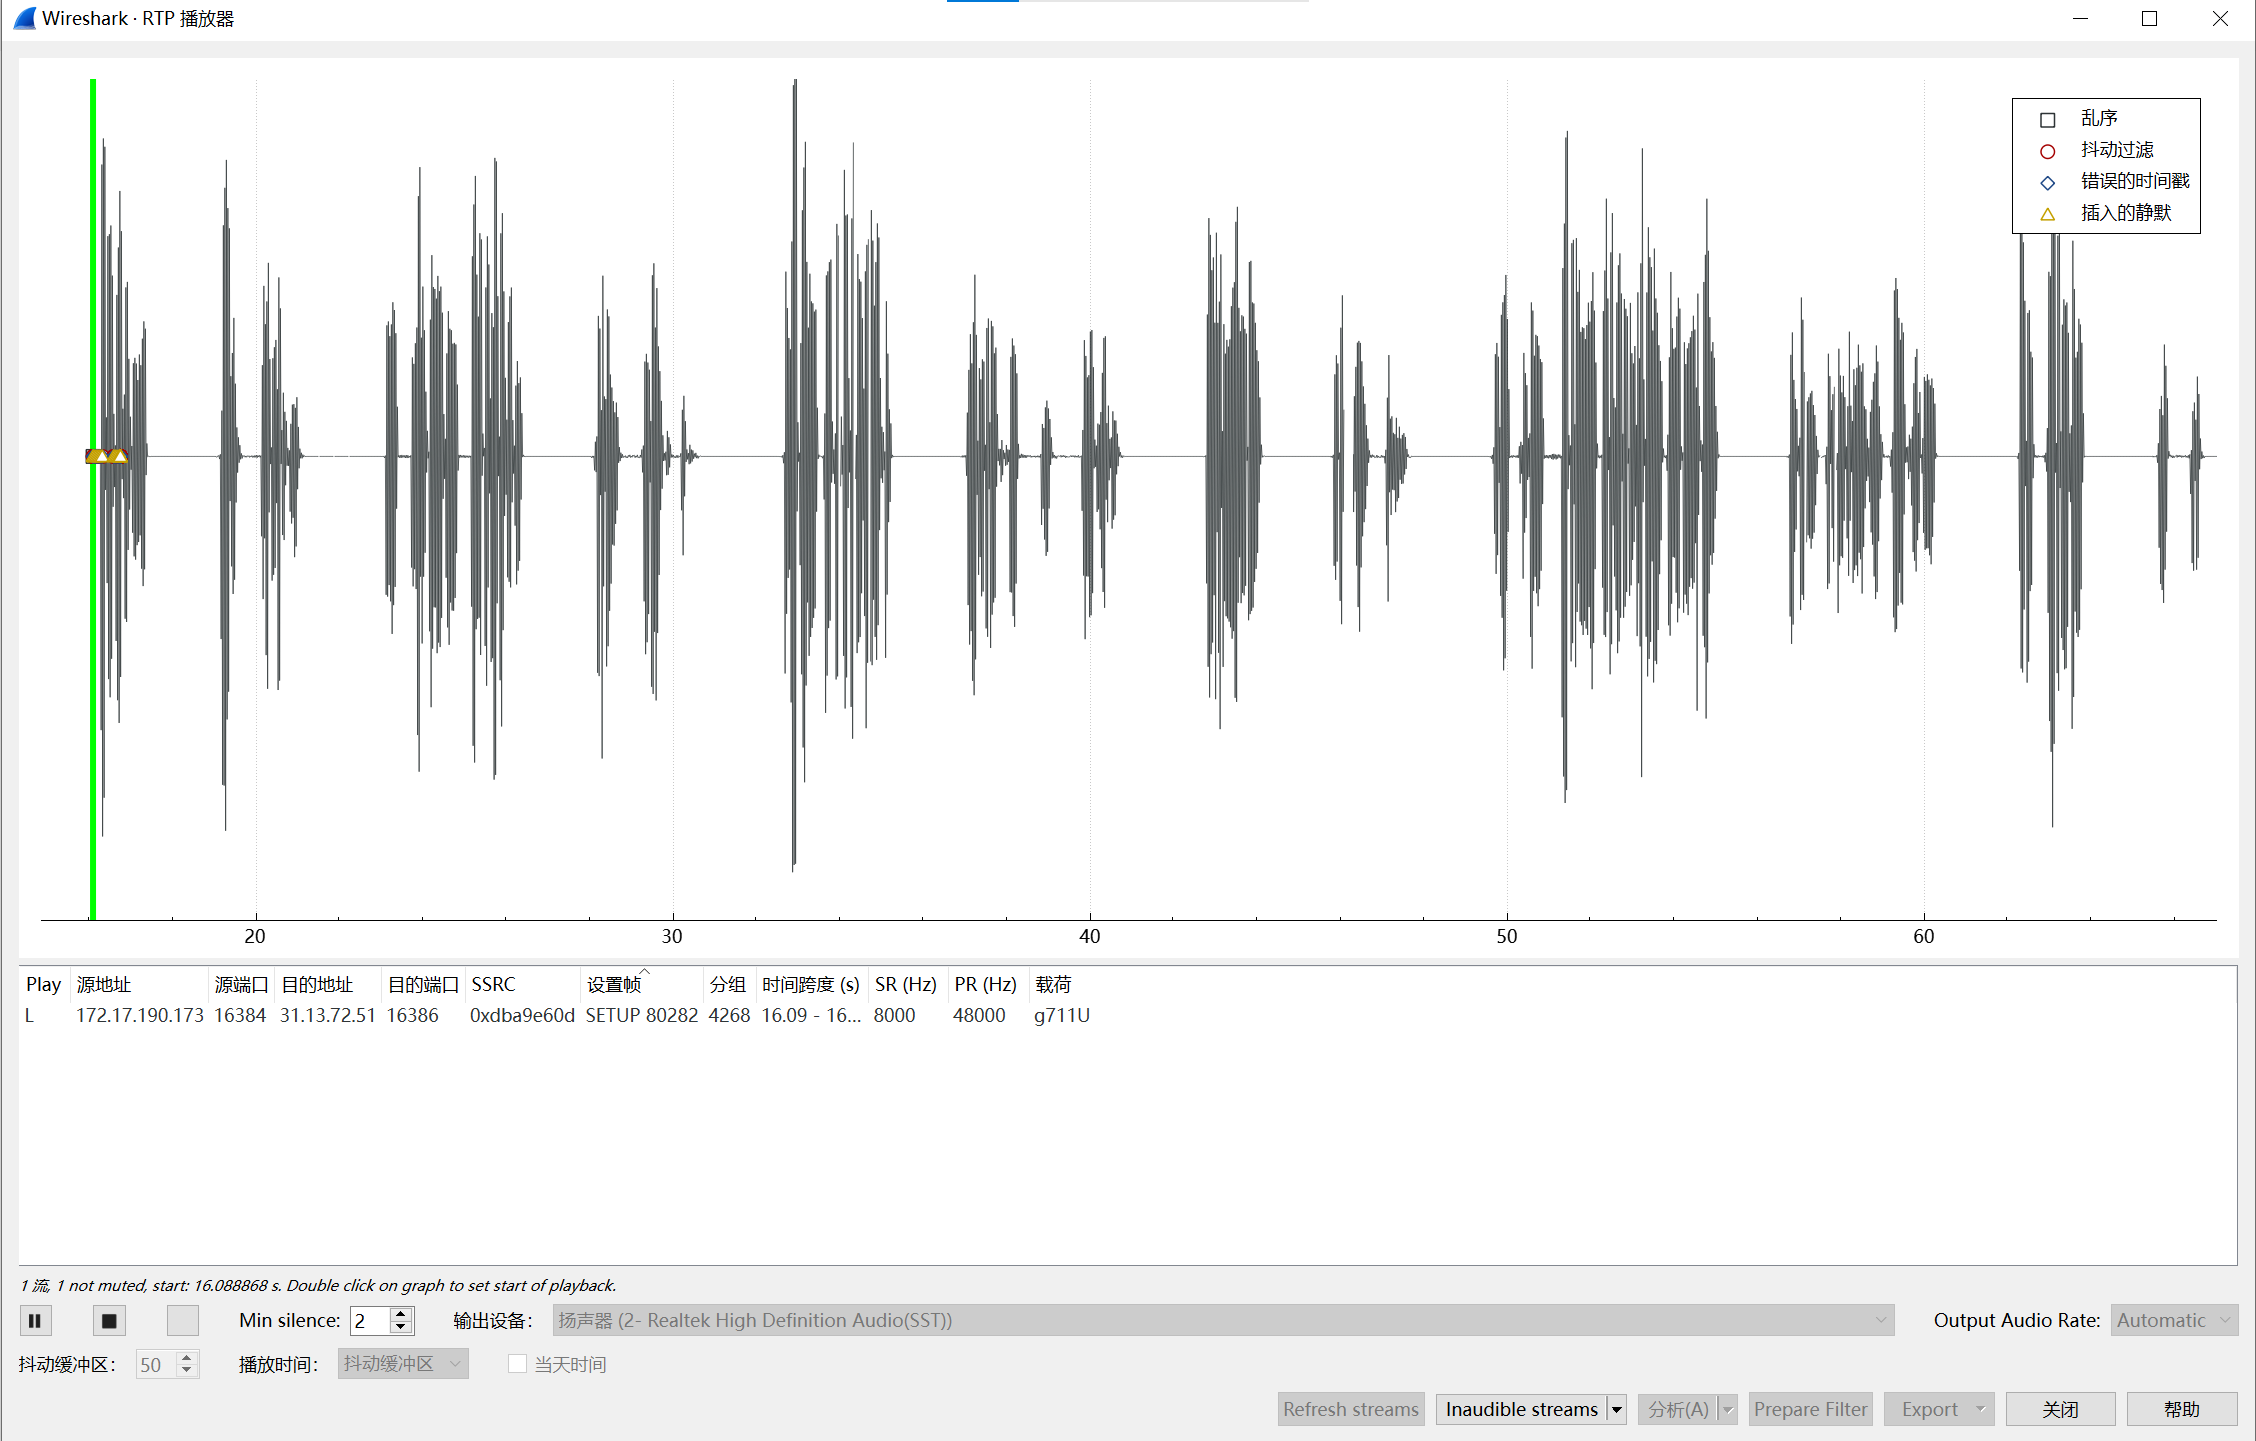 Wireshark · RTP 播放器
乱序
抖动过滤
错误的时间戳
插入的静默
20 30 40 50 60
Play 源地址 源端口 目的地址 目的端口 SSRC 设置帧 分组 时间跨度 (s) SR (Hz) PR (Hz) 载荷
L 172.17.190.173 16384 31.13.72.51 16386 0xdba9e60d SETUP 80282 4268 16.09 - 16... 8000 48000 g711U
1 流, 1 not muted, start: 16.088868 s. Double click on graph to set start of playback.
Min silence: 2 输出设备： 扬声器 (2- Realtek High Definition Audio(SST)) Output Audio Rate: Automatic
抖动缓冲区： 50 播放时间： 抖动缓冲区 当天时间
Refresh streams Inaudible streams 分析(A) Prepare Filter Export 关闭 帮助